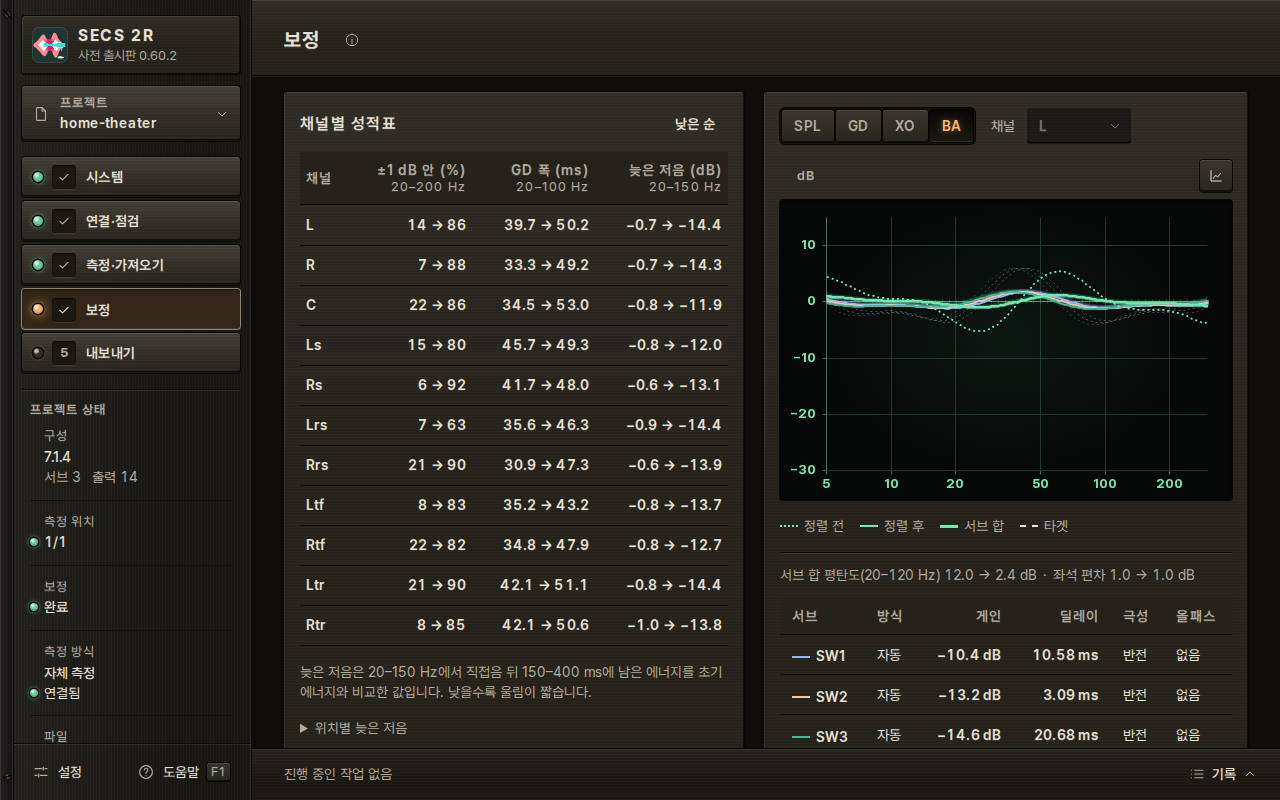 SECS 2R
사전 출시판 0.60.2
프로젝트
home-theater
시스템
연결·점검
측정·가져오기
보정
5 내보내기
프로젝트 상태
구성
7.1.4
서브 3 출력 14
측정 위치
1/1
보정
완료
측정 방식
자체 측정
연결됨
파일
설정
도움말 F1
보정
채널별 성적표
낮은 순
채널 ±1 dB 안 (%) GD 폭 (ms) 늦은 저음 (dB)
20–200 Hz 20–100 Hz 20–150 Hz
L 14 → 86 39.7 → 50.2 −0.7 → −14.4
R 7 → 88 33.3 → 49.2 −0.7 → −14.3
C 22 → 86 34.5 → 53.0 −0.8 → −11.9
Ls 15 → 80 45.7 → 49.3 −0.8 → −12.0
Rs 6 → 92 41.7 → 48.0 −0.6 → −13.1
Lrs 7 → 63 35.6 → 46.3 −0.9 → −14.4
Rrs 21 → 90 30.9 → 47.3 −0.6 → −13.9
Ltf 8 → 83 35.2 → 43.2 −0.8 → −13.7
Rtf 22 → 82 34.8 → 47.9 −0.8 → −12.7
Ltr 21 → 90 42.1 → 51.1 −0.8 → −14.4
Rtr 8 → 85 42.1 → 50.6 −1.0 → −13.8
늦은 저음은 20–150 Hz에서 직접음 뒤 150–400 ms에 남은 에너지를 초기
에너지와 비교한 값입니다. 낮을수록 울림이 짧습니다.
▶ 위치별 늦은 저음
SPL GD XO BA 채널 L
dB
10
0
−10
−20
−30
5 10 20 50 100 200
정렬 전 정렬 후 서브 합 타겟
서브 합 평탄도(20–120 Hz) 12.0 → 2.4 dB · 좌석 편차 1.0 → 1.0 dB
서브 방식 게인 딜레이 극성 올패스
SW1 자동 −10.4 dB 10.58 ms 반전 없음
SW2 자동 −13.2 dB 3.09 ms 반전 없음
SW3 자동 −14.6 dB 20.68 ms 반전 없음
진행 중인 작업 없음
기록